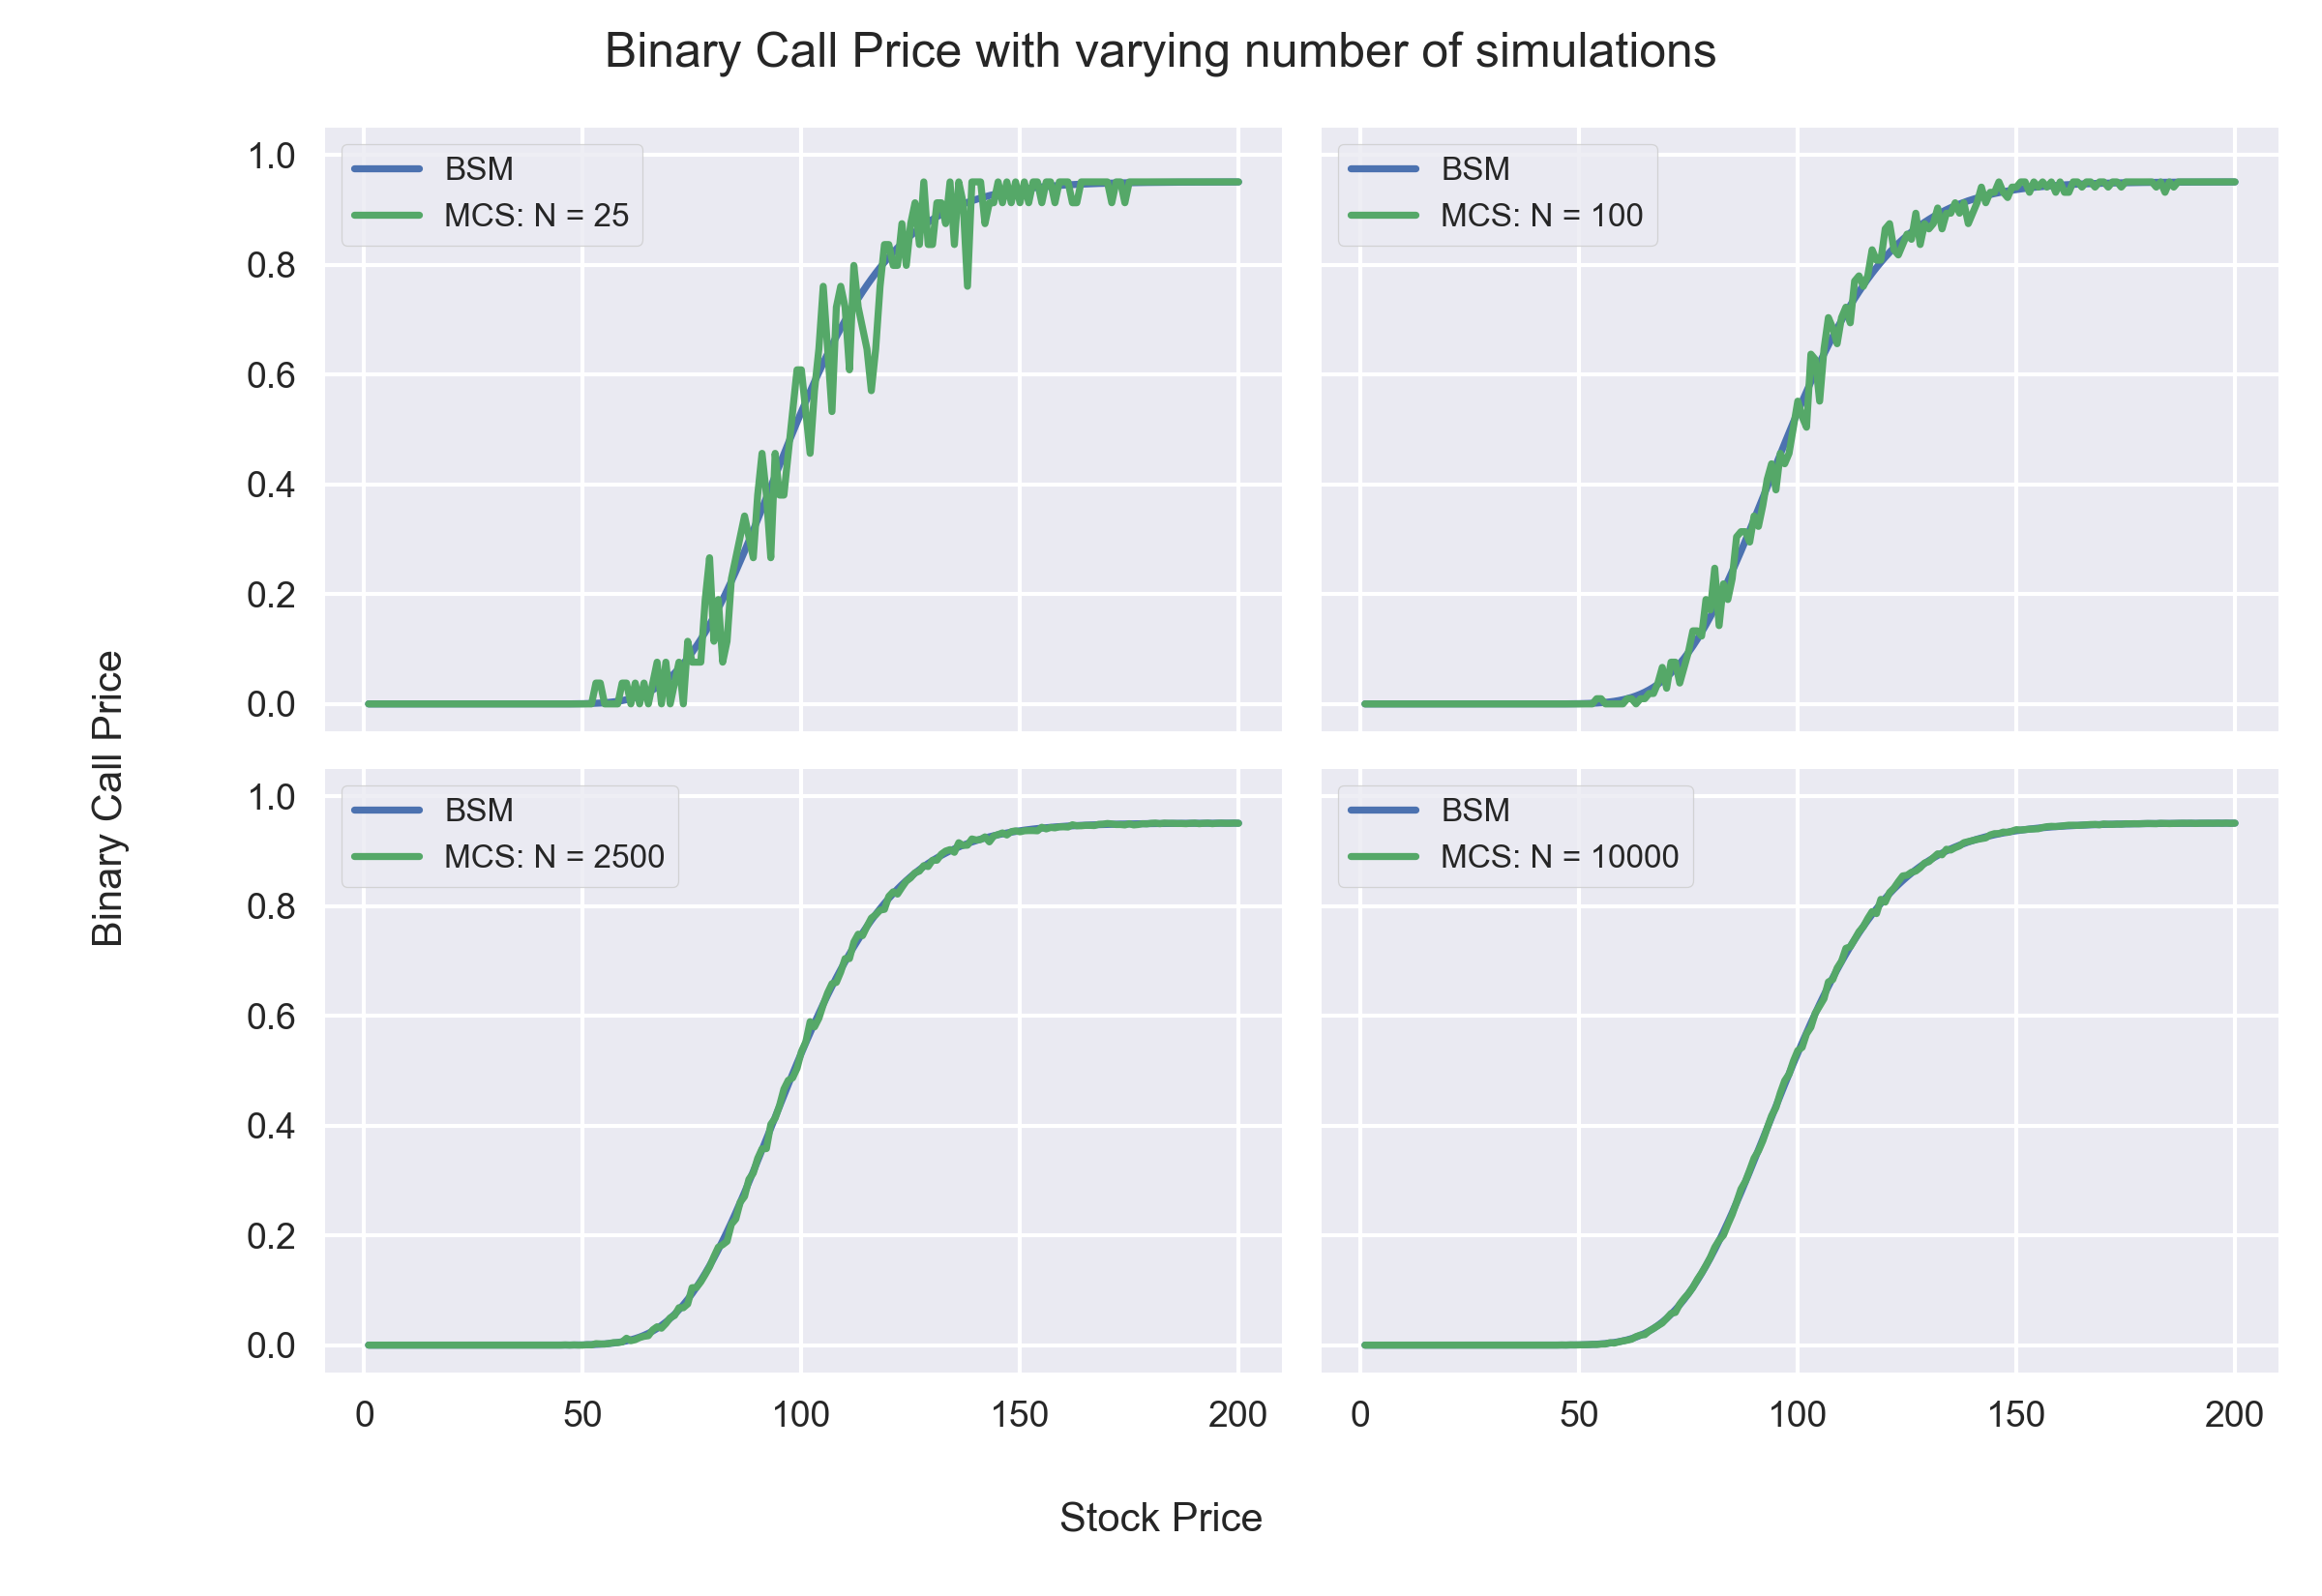 Binary Call Price with varying number of simulations
1.0
0.8
0.6
0.4
0.2
0.0
BSM
MCS: N = 25
BSM
MCS: N = 100
Binary Call Price
1.0
0.8
0.6
0.4
0.2
0.0
BSM
MCS: N = 2500
BSM
MCS: N = 10000
0 50 100 150 200
0 50 100 150 200
Stock Price